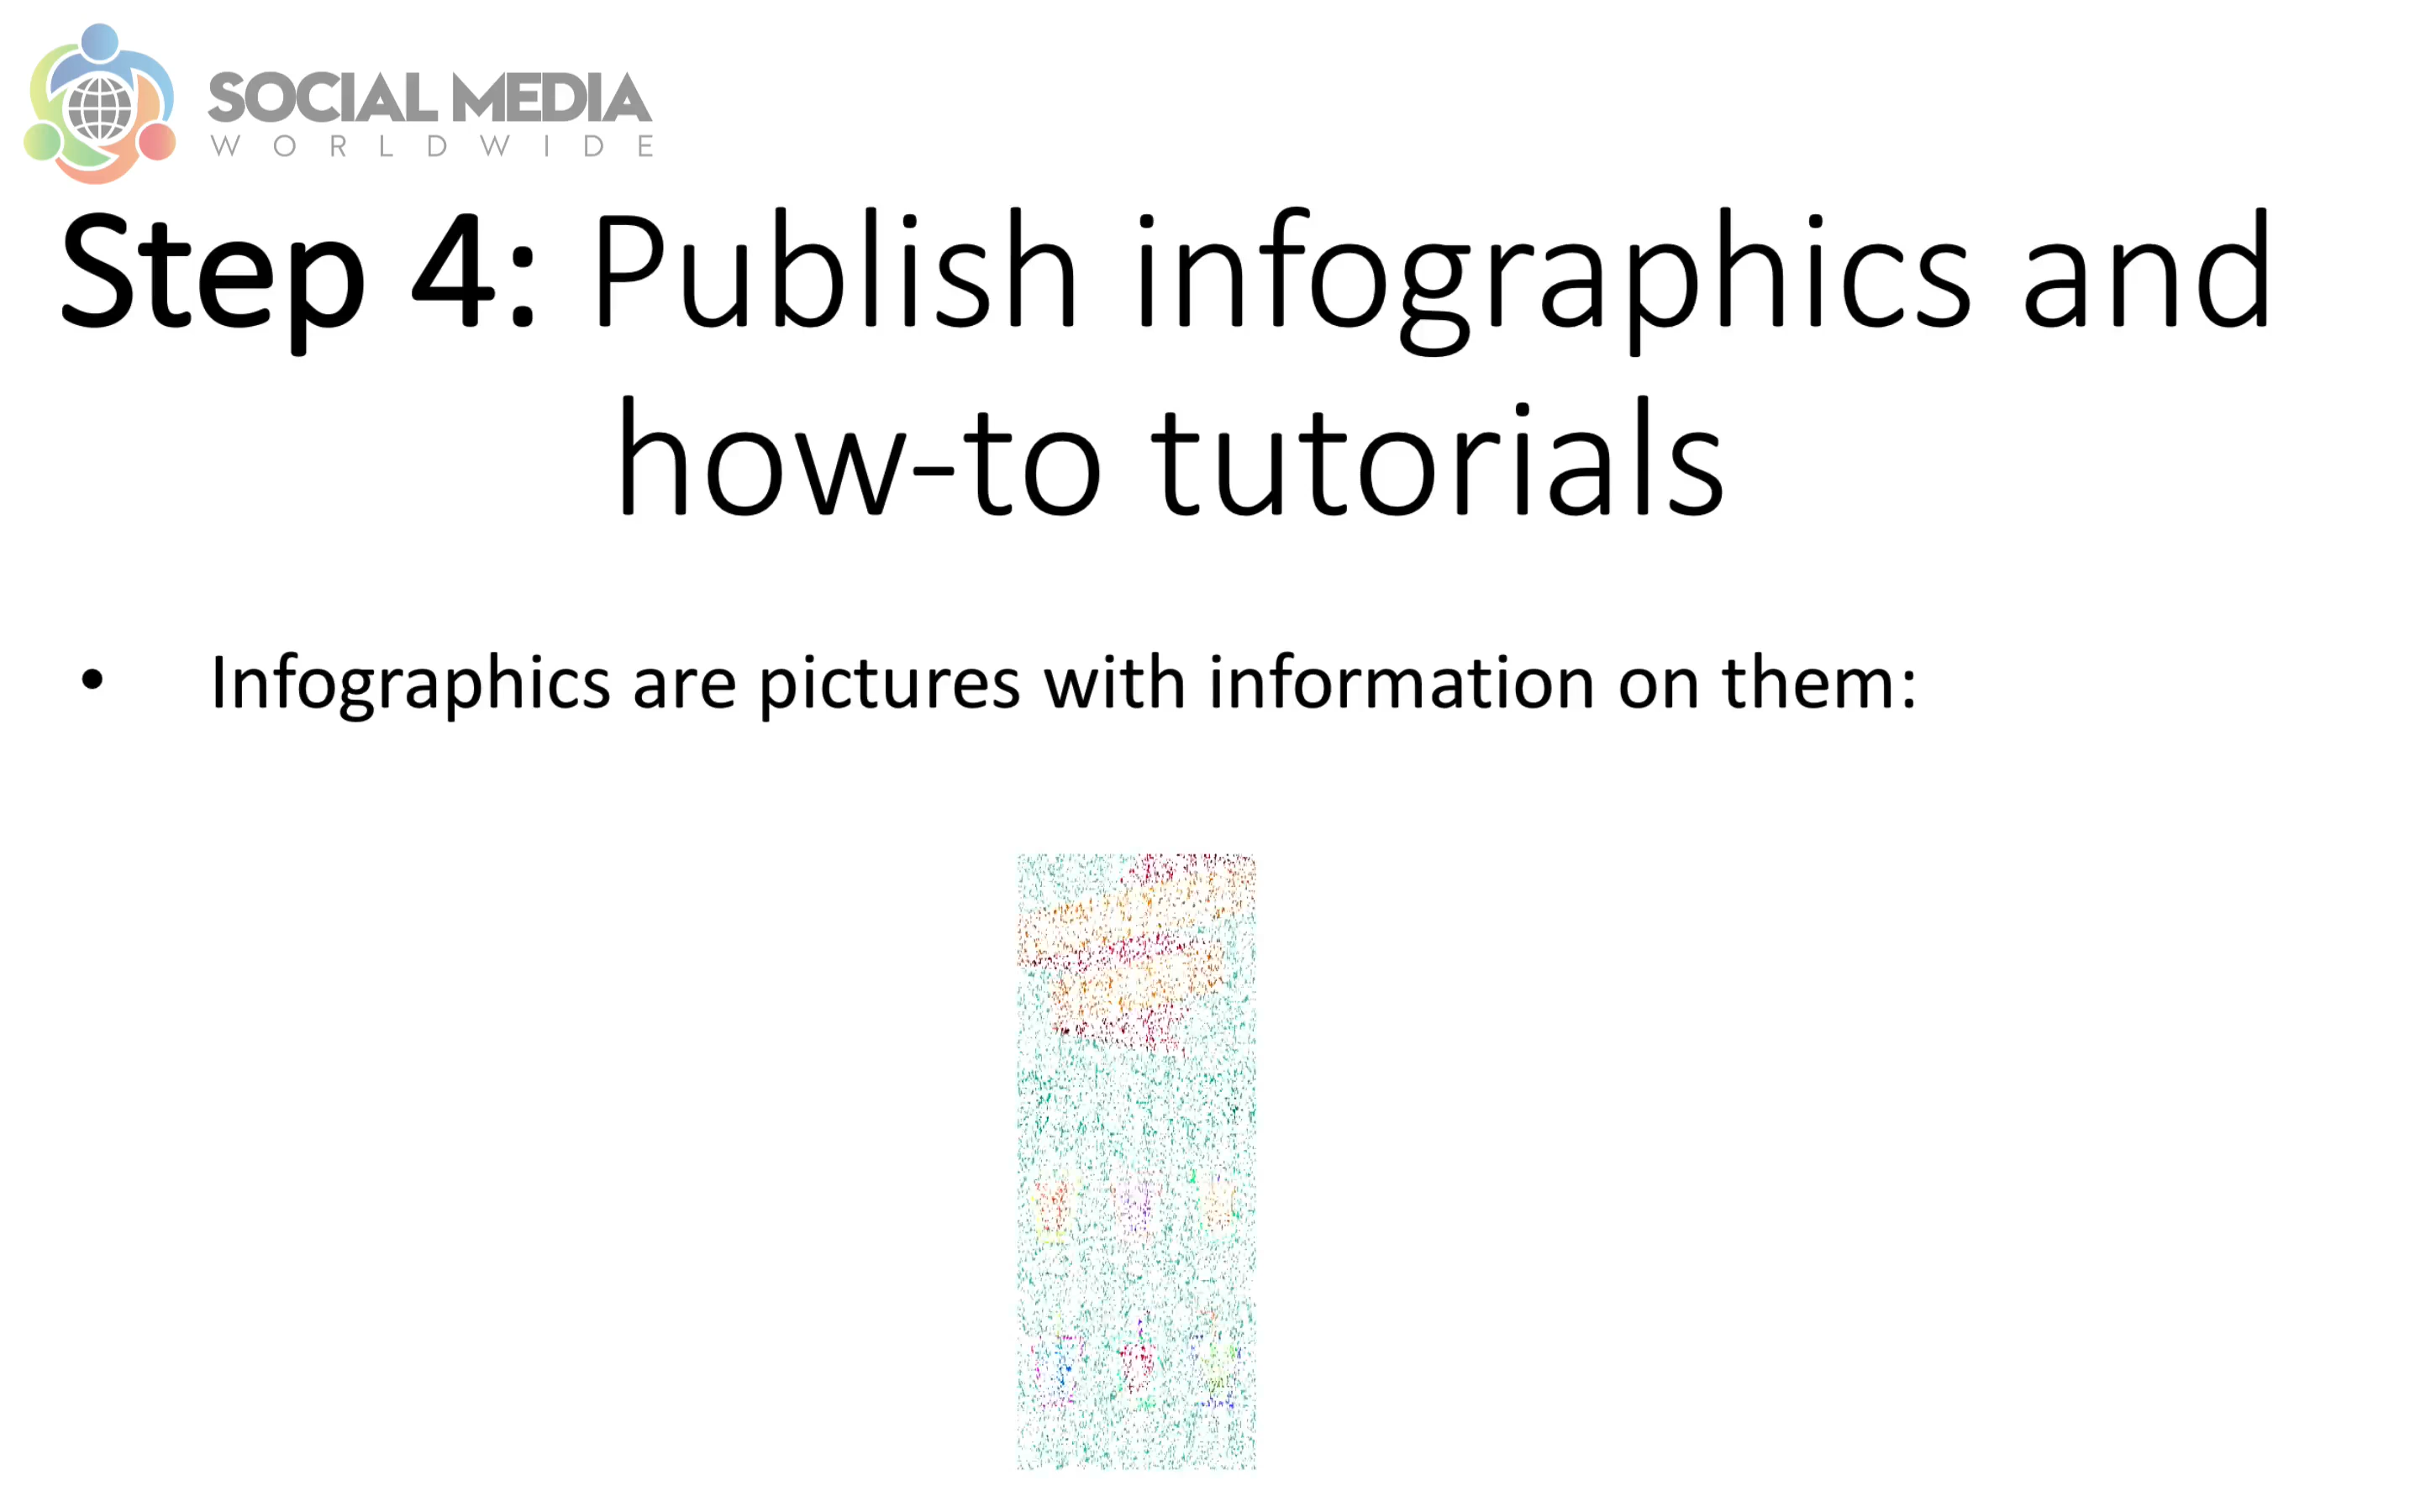 SOCIAL MEDIA
WORLDWIDE
Step 4: Publish infographics and
how-to tutorials
• Infographics are pictures with information on them: